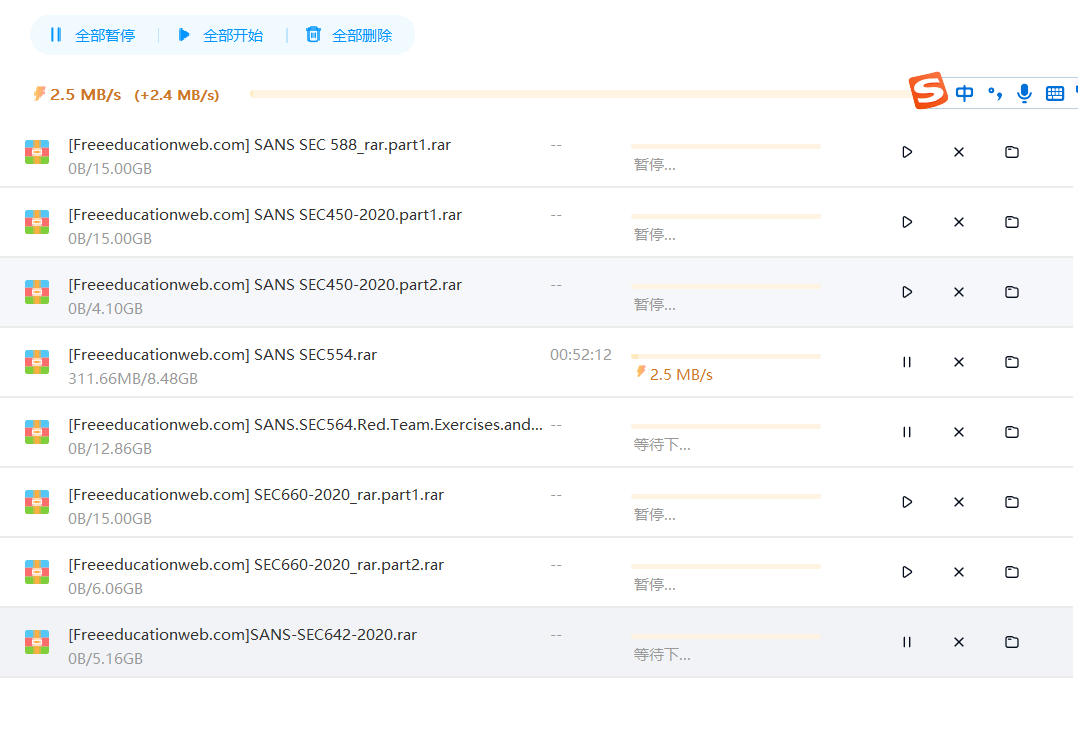 全部暂停 全部开始 全部删除
2.5 MB/s (+2.4 MB/s)
中
[Freeeducationweb.com] SANS SEC 588_rar.part1.rar --
0B/15.00GB 暂停...
[Freeeducationweb.com] SANS SEC450-2020.part1.rar --
0B/15.00GB 暂停...
[Freeeducationweb.com] SANS SEC450-2020.part2.rar --
0B/4.10GB 暂停...
[Freeeducationweb.com] SANS SEC554.rar 00:52:12
311.66MB/8.48GB 2.5 MB/s
[Freeeducationweb.com] SANS.SEC564.Red.Team.Exercises.and... --
0B/12.86GB 等待下...
[Freeeducationweb.com] SEC660-2020_rar.part1.rar --
0B/15.00GB 暂停...
[Freeeducationweb.com] SEC660-2020_rar.part2.rar --
0B/6.06GB 暂停...
[Freeeducationweb.com]SANS-SEC642-2020.rar --
0B/5.16GB 等待下...